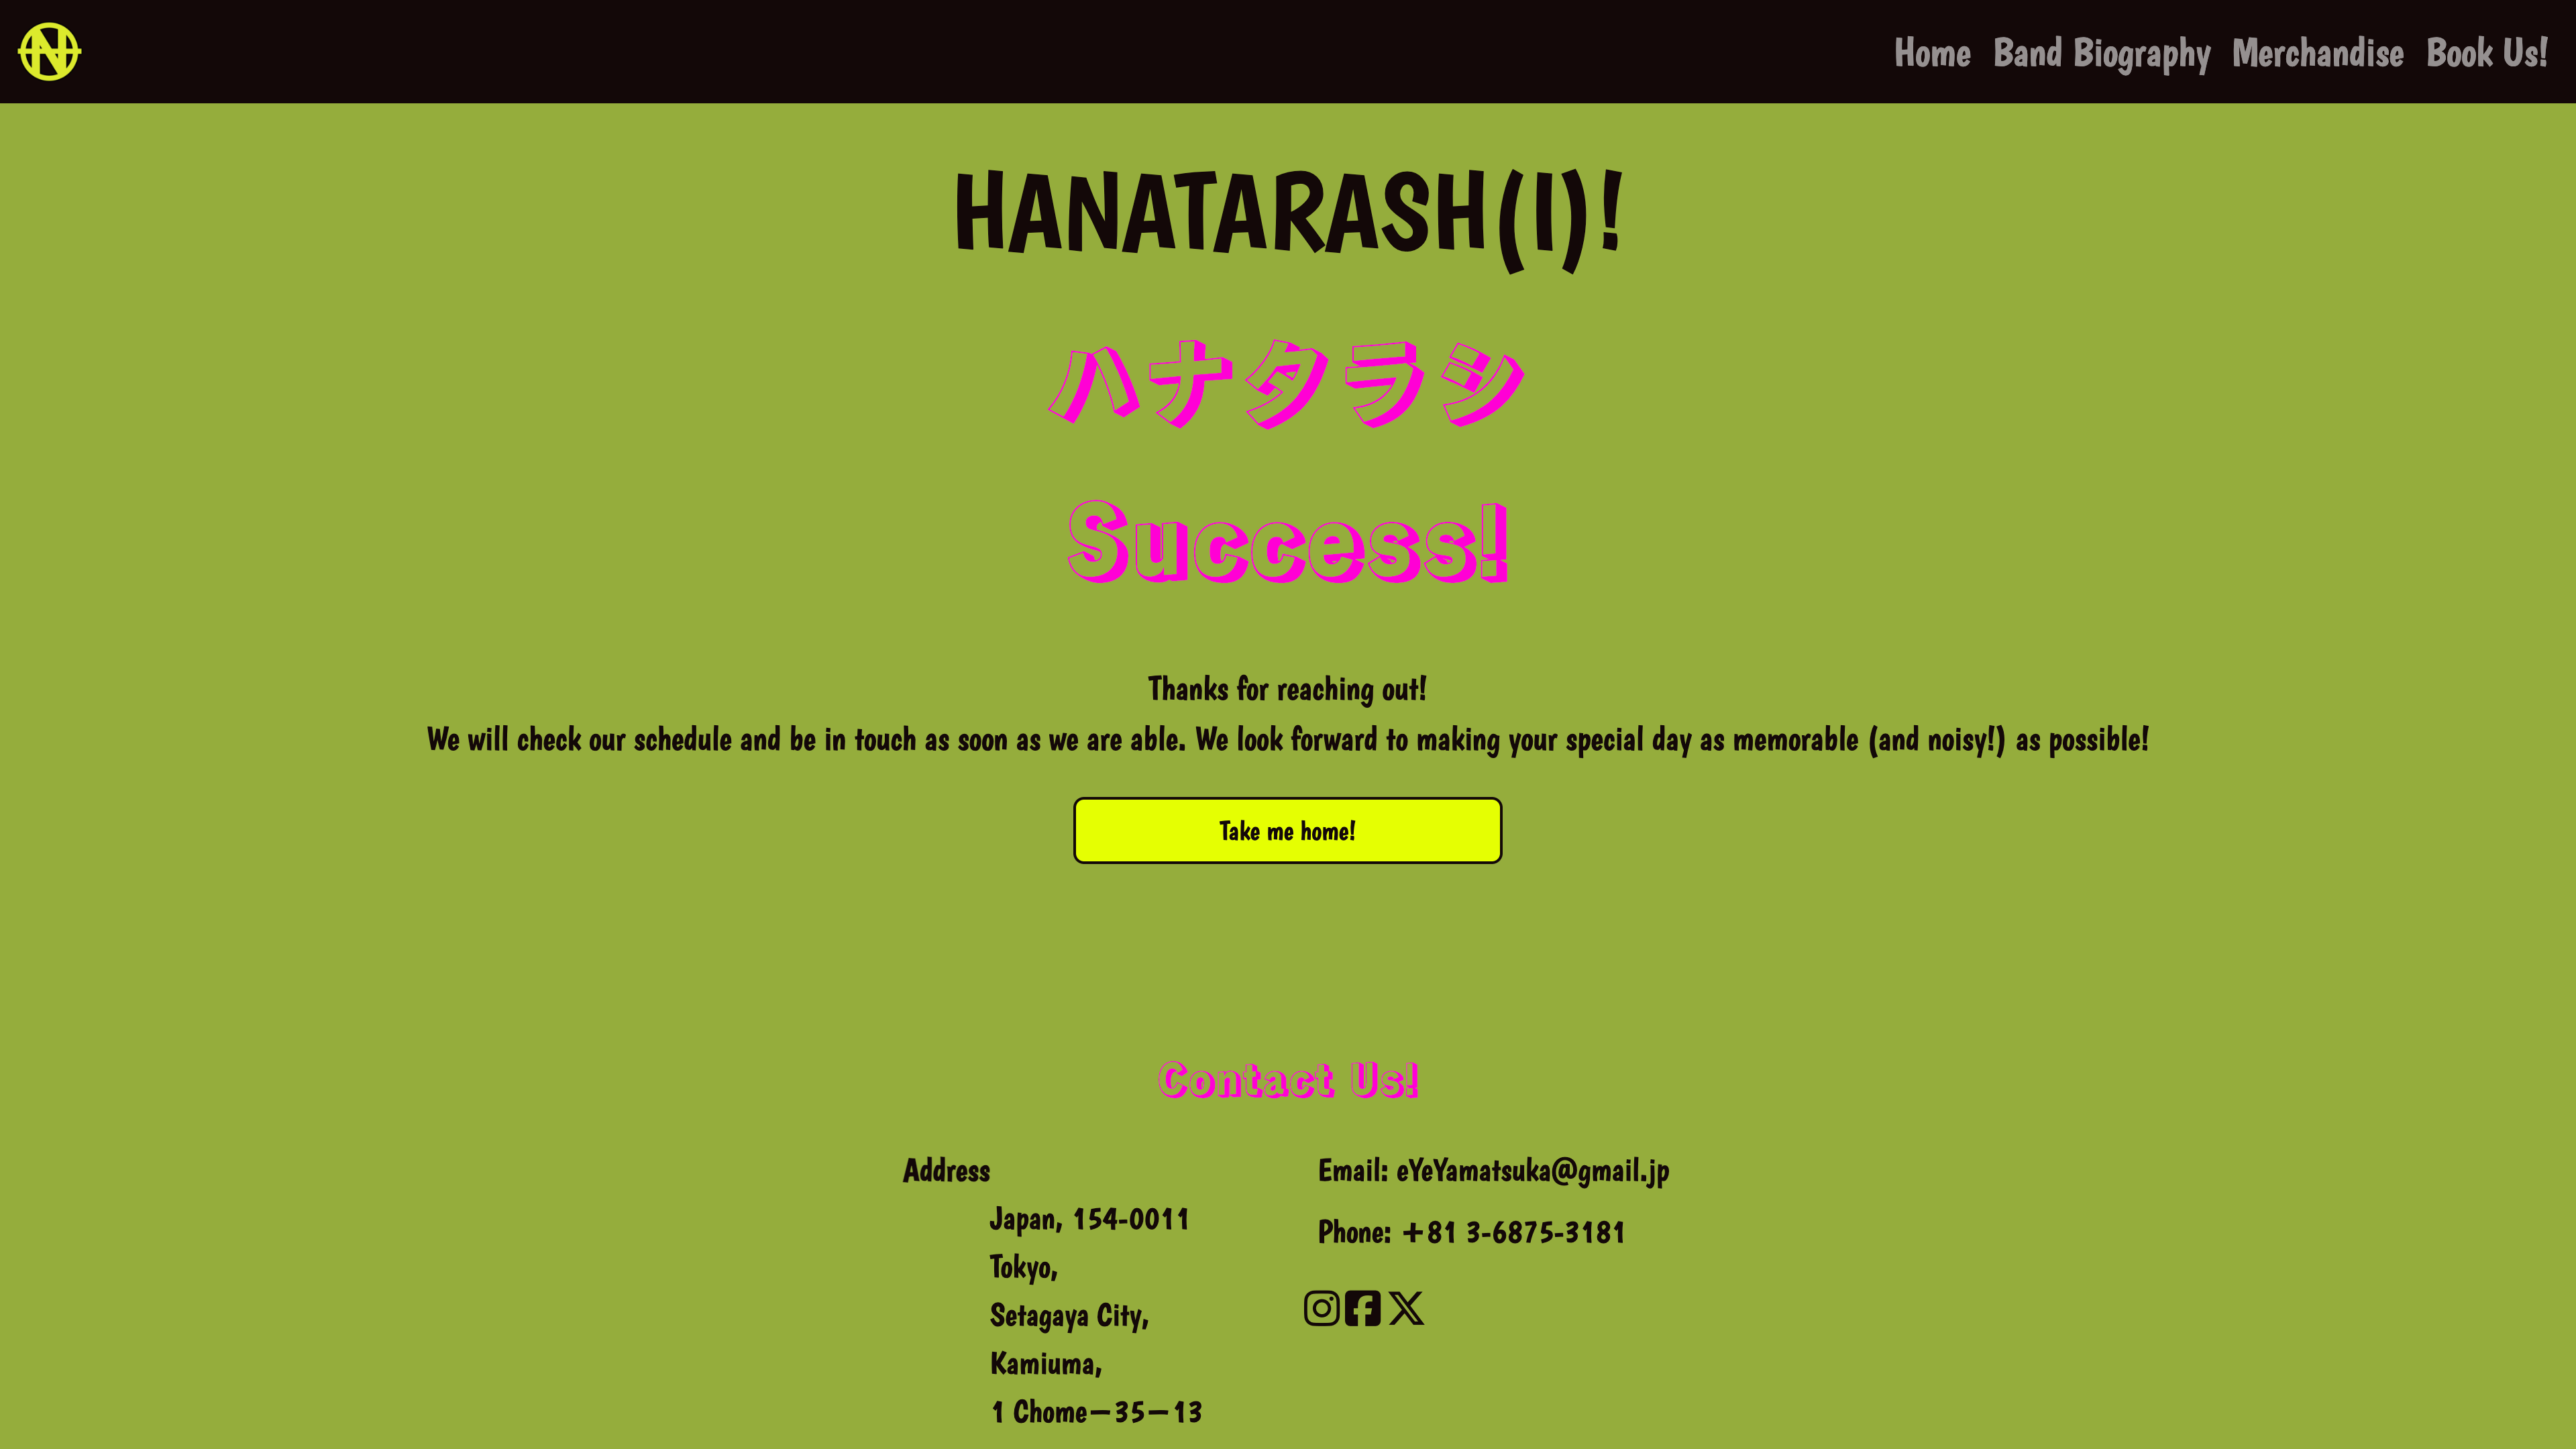 Home Band Biography Merchandise Book Us!
HANATARASH(I)!
ハナタラシ
Success!
Thanks for reaching out!
We will check our schedule and be in touch as soon as we are able. We look forward to making your special day as memorable (and noisy!) as possible!
Take me home!
Contact Us!
Address
Japan, 154-0011
Tokyo,
Setagaya City,
Kamiuma,
1 Chome−35−13
Email: eYeYamatsuka@gmail.jp
Phone: +81 3-6875-3181